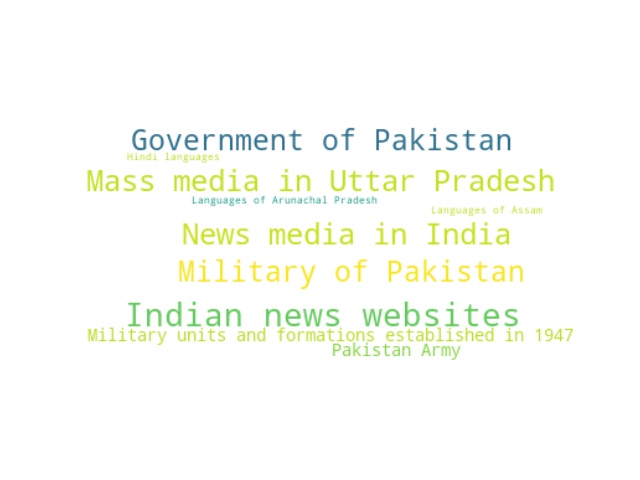 Government of Pakistan
Hindi languages
Mass media in Uttar Pradesh
Languages of Arunachal Pradesh
Languages of Assam
News media in India
Military of Pakistan
Indian news websites
Military units and formations established in 1947
Pakistan Army